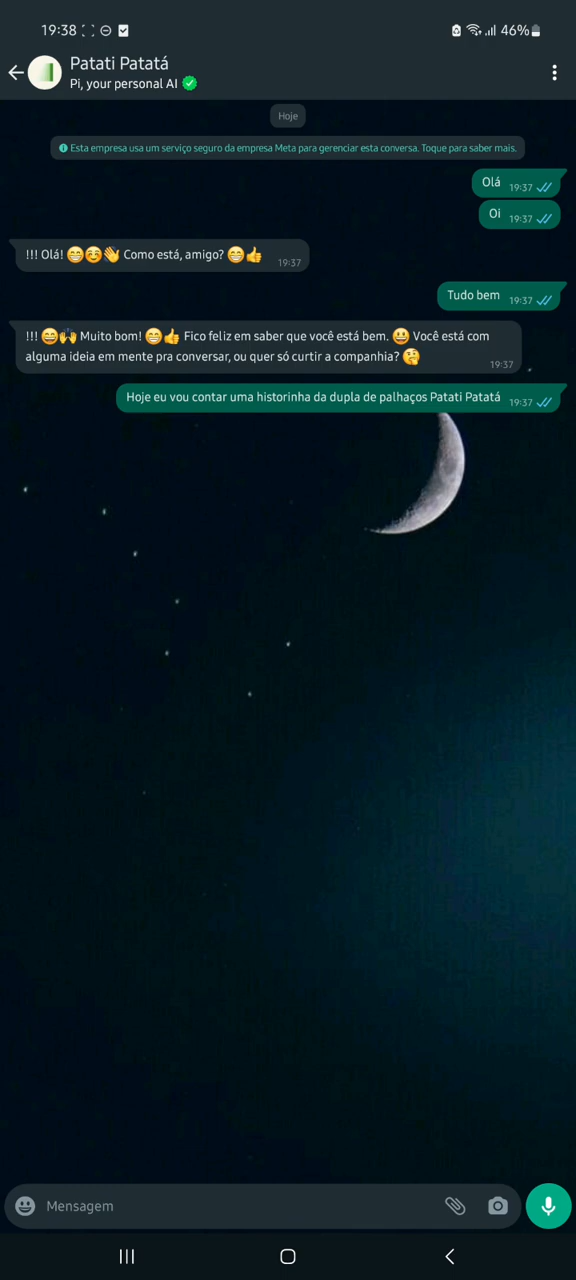 19:38 46%
Patati Patatá
Pi, your personal AI
Hoje
Esta empresa usa um serviço seguro da empresa Meta para gerenciar esta conversa. Toque para saber mais.
Olá 19:37
Oi 19:37
!!! Olá! 😁☺️👋 Como está, amigo? 😁👍 19:37
Tudo bem 19:37
!!! 😄🙌 Muito bom! 😁👍 Fico feliz em saber que você está bem. 😃 Você está com
alguma ideia em mente pra conversar, ou quer só curtir a companhia? 🤔 19:37
Hoje eu vou contar uma historinha da dupla de palhaços Patati Patatá 19:37
Mensagem